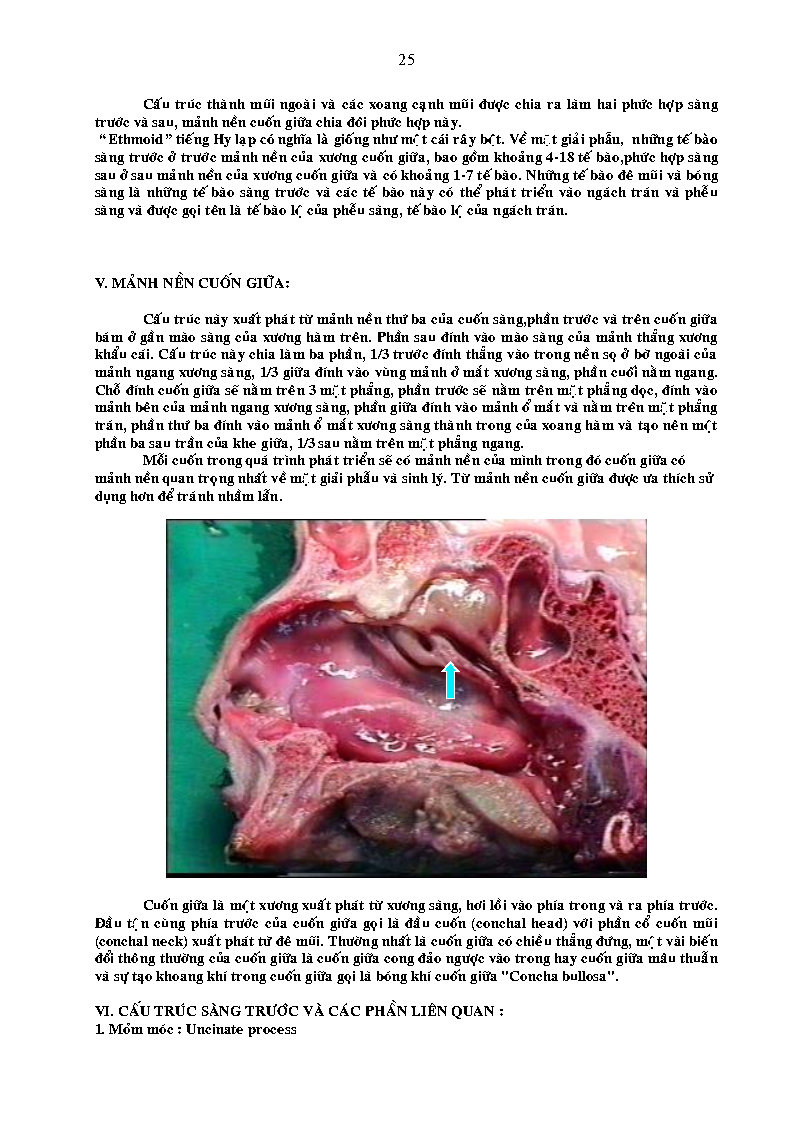 25
Cấu trúc thành mũi ngoài và các xoang cạnh mũi được chia ra làm hai phức hợp sàng
trước và sau, mảnh nền cuốn giữa chia đôi phức hợp này.
“Ethmoid” tiếng Hy lạp có nghĩa là giống như một cái rây bột. Về mặt giải phẫu, những tế bào
sàng trước ở trước mảnh nền của xương cuốn giữa, bao gồm khoảng 4-18 tế bào,phức hợp sàng
sau ở sau mảnh nền của xương cuốn giữa và có khoảng 1-7 tế bào. Những tế bào đê mũi và bóng
sàng là những tế bào sàng trước và các tế bào này có thể phát triển vào ngách trán và phễu
sàng và được gọi tên là tế bào lọ của phễu sàng, tế bào lọ của ngách trán.
V. MẢNH NỀN CUỐN GIỮA:
Cấu trúc này xuất phát từ mảnh nền thứ ba của cuốn sàng,phần trước và trên cuốn giữa
bám ở gần mào sàng của xương hàm trên. Phần sau đính vào mào sàng của mảnh thẳng xương
khẩu cái. Cấu trúc này chia làm ba phần, 1/3 trước đính thẳng vào trong nền sọ ở bờ ngoài của
mảnh ngang xương sàng, 1/3 giữa đính vào vùng mảnh ở mắt xương sàng, phần cuối nằm ngang.
Chỗ đính cuốn giữa sẽ nằm trên 3 mặt phẳng, phần trước sẽ nằm trên mặt phẳng dọc, đính vào
mảnh bên của mảnh ngang xương sàng, phần giữa đính vào mảnh ổ mắt và nằm trên mặt phẳng
trán, phần thứ ba đính vào mảnh ổ mắt xương sàng thành trong của xoang hàm và tạo nên một
phần ba sau trần của khe giữa, 1/3 sau nằm trên mặt phẳng ngang.
Mỗi cuốn trong quá trình phát triển sẽ có mảnh nền của mình trong đó cuốn giữa có
mảnh nền quan trọng nhất về mặt giải phẫu và sinh lý. Từ mảnh nền cuốn giữa được ưa thích sử
dụng hơn để tránh nhầm lẫn.
Cuốn giữa là một xương xuất phát từ xương sàng, hơi lồi vào phía trong và ra phía trước.
Đầu tận cùng phía trước của cuốn giữa gọi là đầu cuốn (conchal head) với phần cổ cuốn mũi
(conchal neck) xuất phát từ đê mũi. Thường nhất là cuốn giữa có chiều thẳng đứng, một vài biến
đổi thông thường của cuốn giữa là cuốn giữa cong đảo ngược vào trong hay cuốn giữa mâu thuẫn
và sự tạo khoang khí trong cuốn giữa gọi là bóng khí cuốn giữa "Concha bullosa".
VI. CẤU TRÚC SÀNG TRƯỚC VÀ CÁC PHẦN LIÊN QUAN :
1. Mỏm móc : Uncinate process